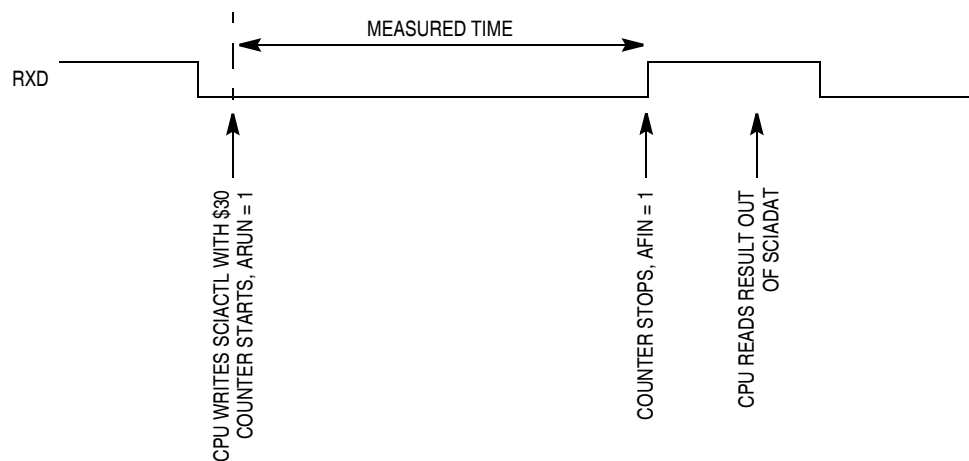 MEASURED TIME
RXD
CPU WRITES SCIACTL WITH $30
COUNTER STARTS, ARUN = 1
COUNTER STOPS, AFIN = 1
CPU READS RESULT OUT
OF SCIADAT